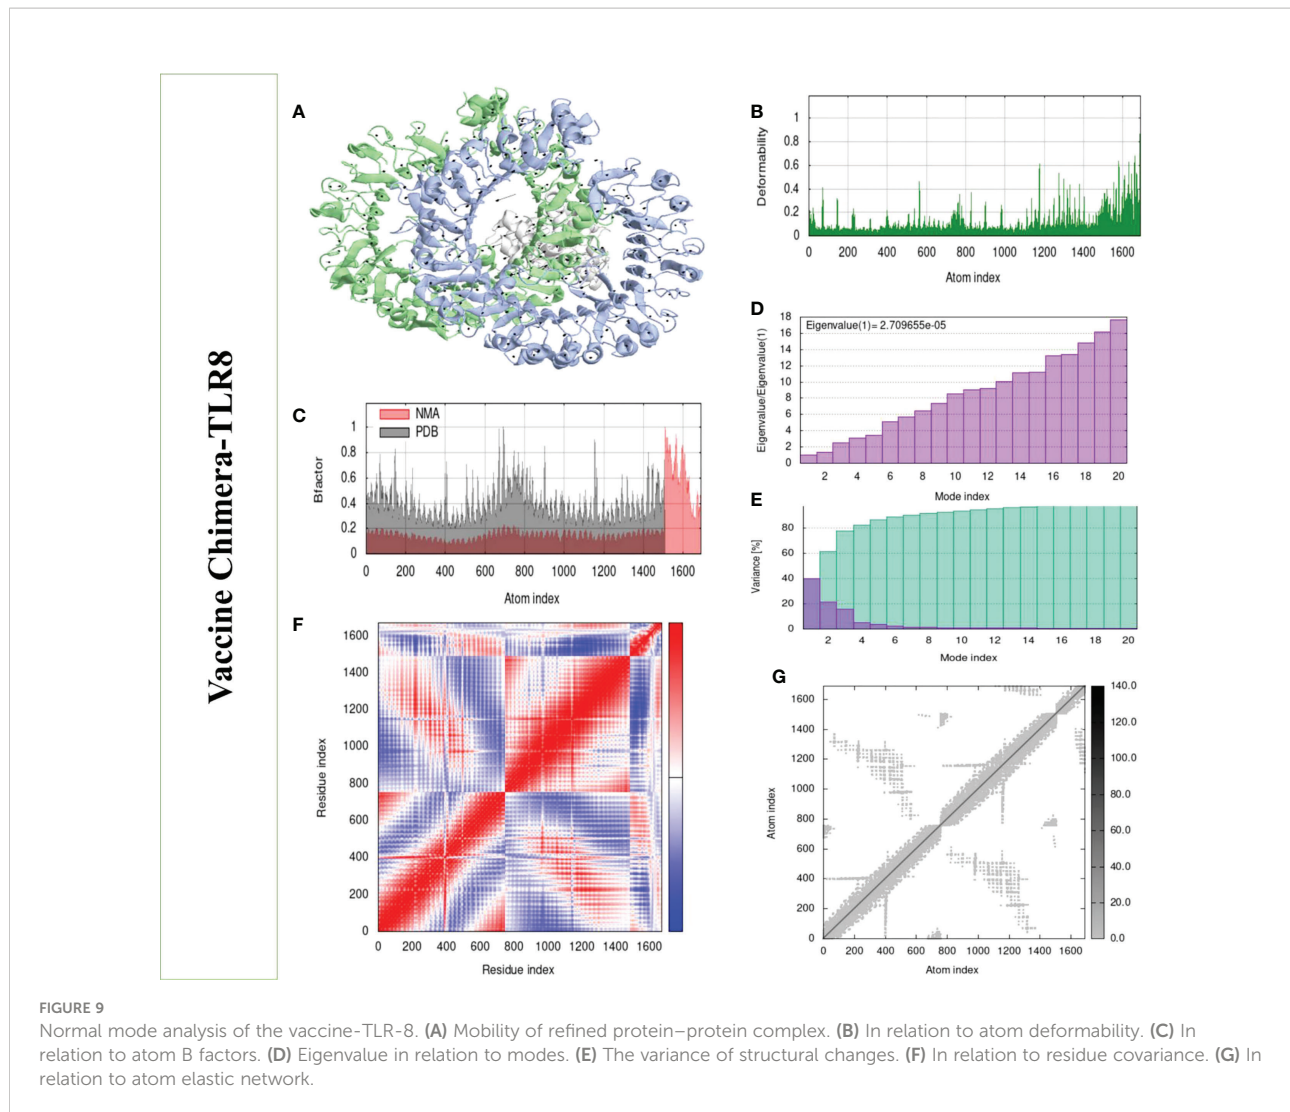 Vaccine Chimera-TLR8
A
B
Deformability
1
0.8
0.6
0.4
0.2
0
0 200 400 600 800 1000 1200 1400 1600
Atom index
C
NMA
PDB
Bfactor
1
0.8
0.6
0.4
0.2
0
0 200 400 600 800 1000 1200 1400 1600
Atom index
D
Eigenvalue(1)= 2.709655e-05
Eigenvalue/Eigenvalue(1)
18
16
14
12
10
8
6
4
2
0
2 4 6 8 10 12 14 16 18 20
Mode index
E
Variance [%]
80
60
40
20
0
2 4 6 8 10 12 14 16 18 20
Mode index
F
Residue index
1600
1400
1200
1000
800
600
400
200
0
0 200 400 600 800 1000 1200 1400 1600
Residue index
G
Atom index
1600
1400
1200
1000
800
600
400
200
0
0 200 400 600 800 1000 1200 1400 1600
Atom index
140.0
120.0
100.0
80.0
60.0
40.0
20.0
0.0
FIGURE 9
Normal mode analysis of the vaccine-TLR-8. (A) Mobility of refined protein–protein complex. (B) In relation to atom deformability. (C) In
relation to atom B factors. (D) Eigenvalue in relation to modes. (E) The variance of structural changes. (F) In relation to residue covariance. (G) In
relation to atom elastic network.